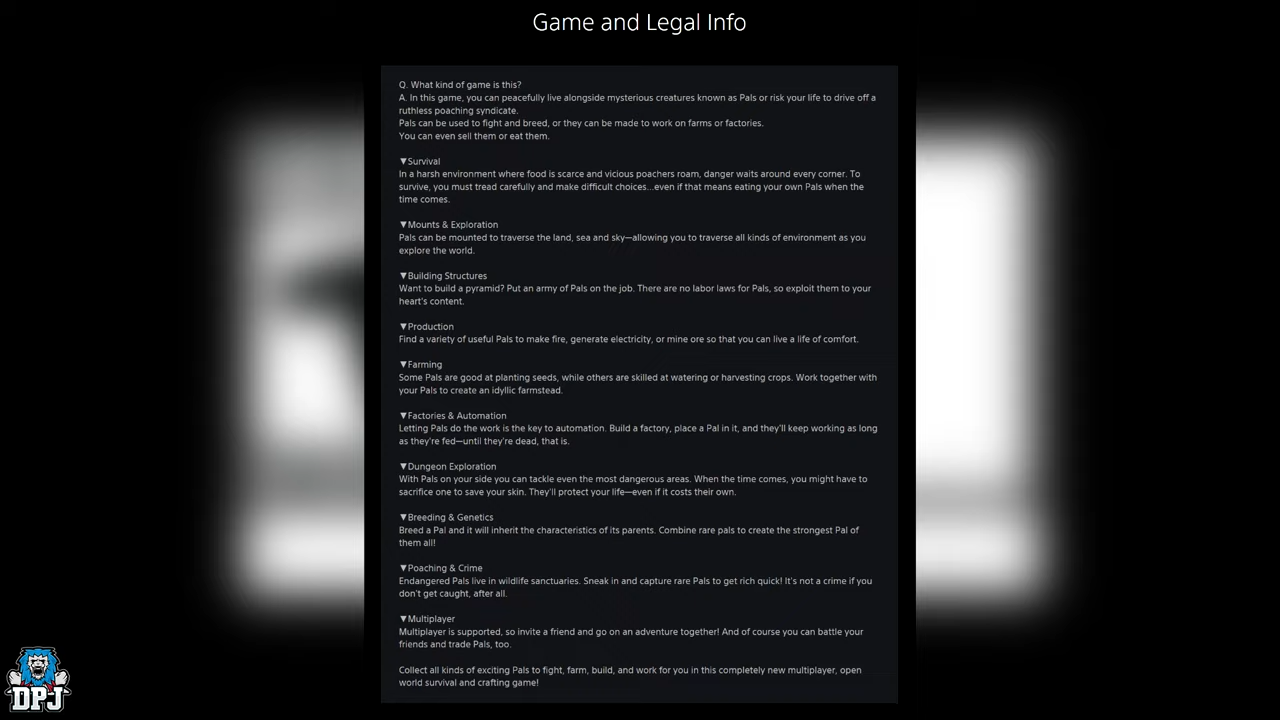 Game and Legal Info
Q. What kind of game is this?
A. In this game, you can peacefully live alongside mysterious creatures known as Pals or risk your life to drive off a
ruthless poaching syndicate.
Pals can be used to fight and breed, or they can be made to work on farms or factories.
You can even sell them or eat them.
▼Survival
In a harsh environment where food is scarce and vicious poachers roam, danger waits around every corner. To
survive, you must tread carefully and make difficult choices...even if that means eating your own Pals when the
time comes.
▼Mounts & Exploration
Pals can be mounted to traverse the land, sea and sky—allowing you to traverse all kinds of environment as you
explore the world.
▼Building Structures
Want to build a pyramid? Put an army of Pals on the job. There are no labor laws for Pals, so exploit them to your
heart's content.
▼Production
Find a variety of useful Pals to make fire, generate electricity, or mine ore so that you can live a life of comfort.
▼Farming
Some Pals are good at planting seeds, while others are skilled at watering or harvesting crops. Work together with
your Pals to create an idyllic farmstead.
▼Factories & Automation
Letting Pals do the work is the key to automation. Build a factory, place a Pal in it, and they'll keep working as long
as they're fed—until they're dead, that is.
▼Dungeon Exploration
With Pals on your side you can tackle even the most dangerous areas. When the time comes, you might have to
sacrifice one to save your skin. They'll protect your life—even if it costs their own.
▼Breeding & Genetics
Breed a Pal and it will inherit the characteristics of its parents. Combine rare pals to create the strongest Pal of
them all!
▼Poaching & Crime
Endangered Pals live in wildlife sanctuaries. Sneak in and capture rare Pals to get rich quick! It's not a crime if you
don't get caught, after all.
▼Multiplayer
Multiplayer is supported, so invite a friend and go on an adventure together! And of course you can battle your
friends and trade Pals, too.
Collect all kinds of exciting Pals to fight, farm, build, and work for you in this completely new multiplayer, open
world survival and crafting game!
DPJ